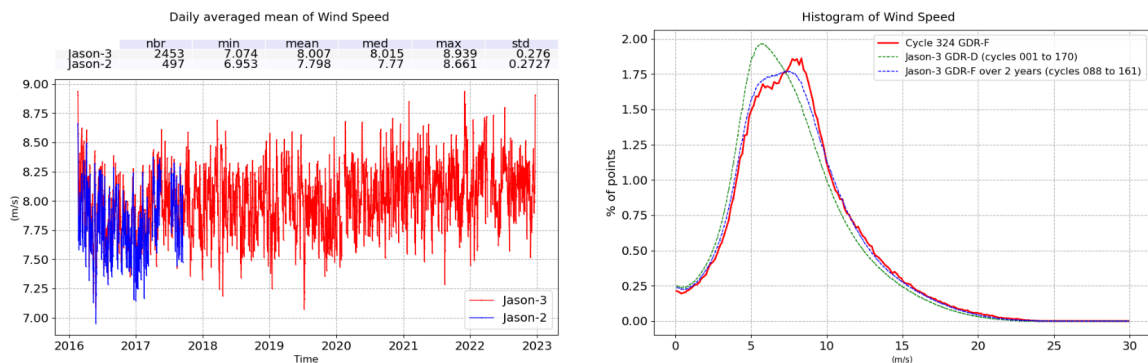 Daily averaged mean of Wind Speed
nbr min mean med max std
Jason-3 2453 7.074 8.007 8.015 8.939 0.276
Jason-2 497 6.953 7.798 7.77 8.661 0.2727
9.00
8.75
8.50
8.25
8.00
7.75
7.50
7.25
7.00
(m/s)
Jason-3
Jason-2
2016 2017 2018 2019 2020 2021 2022 2023
Time
Histogram of Wind Speed
2.00
1.75
1.50
1.25
1.00
0.75
0.50
0.25
0.00
% of points
Cycle 324 GDR-F
Jason-3 GDR-D (cycles 001 to 170)
Jason-3 GDR-F over 2 years (cycles 088 to 161)
0 5 10 15 20 25 30
(m/s)